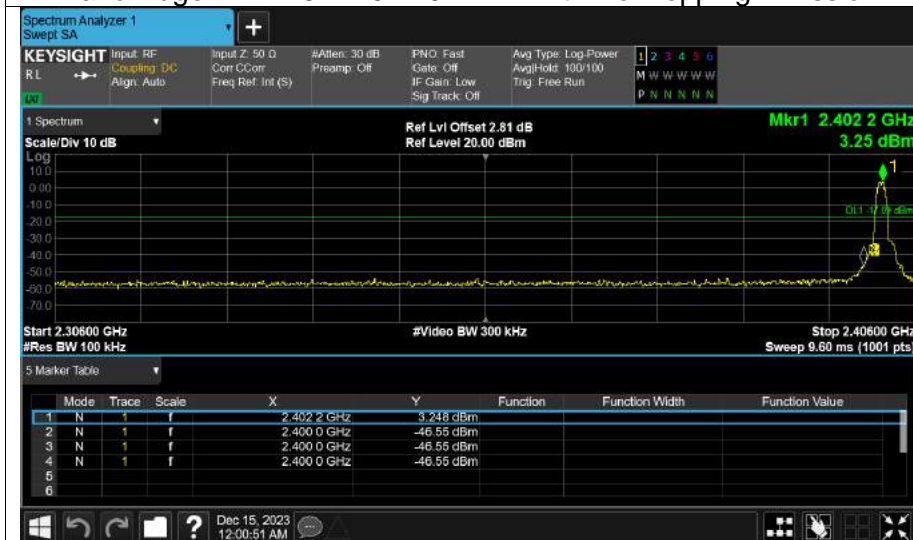 Spectrum Analyzer 1
Swept SA
+
KEYSIGHT Input: RF Input Z: 50 Ω #Atten: 30 dB PNO: Fast Avg Type: Log-Power 1 2 3 4 5 6
RL Coupling: DC Corr CCorr Preamp: Off Gate: Off Avg|Hold: 100/100 M W W W W W
Align: Auto Freq Ref: Int (S) IF Gain: Low Trig: Free Run P N N N N N
LXI Sig Track: Off
1 Spectrum Ref Lvl Offset 2.81 dB Mkr1 2.402 2 GHz
Scale/Div 10 dB Ref Level 20.00 dBm 3.25 dBm
Log
10.0 1
0.00
-10.0
DL1 -17.09 dBm
-20.0
-30.0
-40.0
-50.0
-60.0
-70.0
Start 2.30600 GHz #Video BW 300 kHz Stop 2.40600 GHz
#Res BW 100 kHz Sweep 9.60 ms (1001 pts)
5 Marker Table
Mode Trace Scale X Y Function Function Width Function Value
1 N 1 f 2.402 2 GHz 3.248 dBm
2 N 1 f 2.400 0 GHz -46.55 dBm
3 N 1 f 2.400 0 GHz -46.55 dBm
4 N 1 f 2.400 0 GHz -46.55 dBm
5
6
? Dec 15, 2023
12:00:51 AM